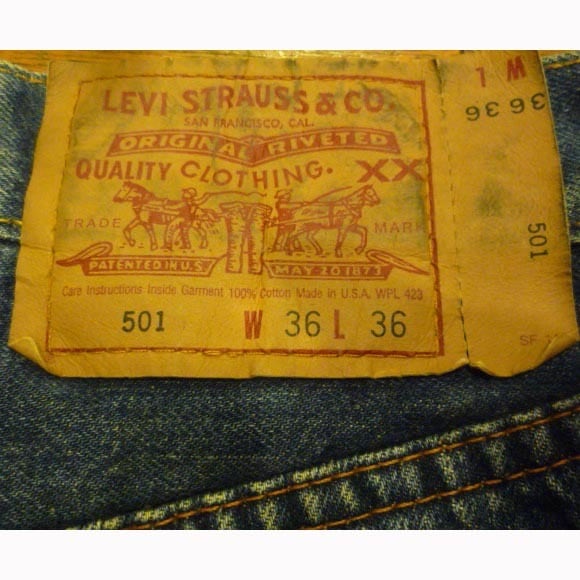 LEVI STRAUSS & CO.
SAN FRANCISCO, CAL.
ORIGINAL RIVETED
QUALITY CLOTHING. XX
TRADE MARK
PATENTED IN U.S. MAY 20 1873
Care Instructions Inside Garment 100% Cotton Made in U.S.A. WPL 423
501 W 36 L 36
W L
36 36
501
SF